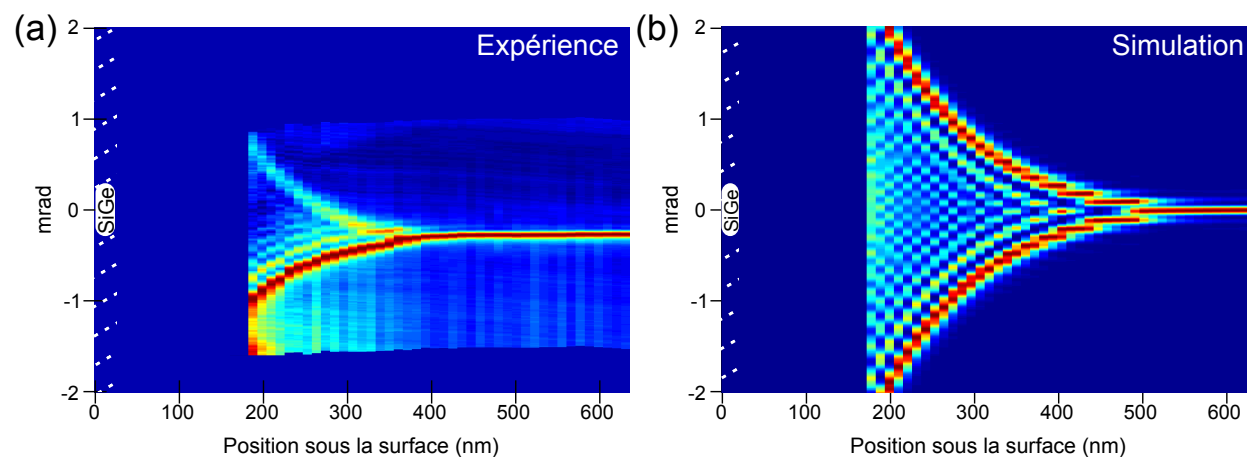 (a)
Expérience
mrad
2
1
0
-1
-2
SiGe
0
100
200
300
400
500
600
Position sous la surface (nm)
(b)
Simulation
mrad
2
1
0
-1
-2
SiGe
0
100
200
300
400
500
600
Position sous la surface (nm)